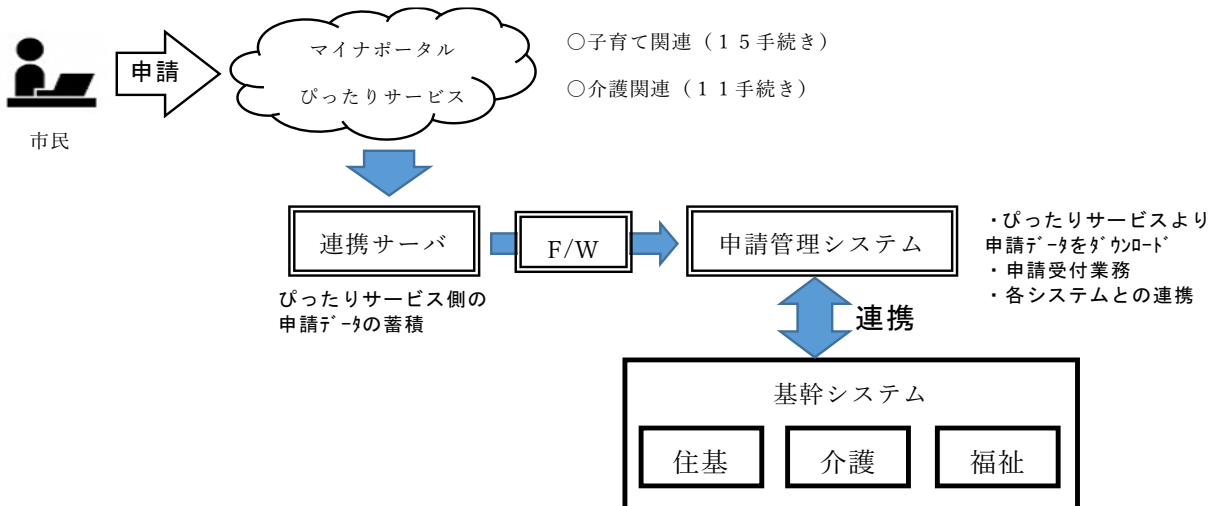 申請
市民
マイナポータル
ぴったりサービス
○子育て関連（１５手続き）
○介護関連（１１手続き）
連携サーバ
F/W
申請管理システム
ぴったりサービス側の
申請ﾃﾞｰﾀの蓄積
・ぴったりサービスより
申請ﾃﾞｰﾀをﾀﾞｳﾝﾛｰﾄﾞ
・申請受付業務
・各システムとの連携
連携
基幹システム
住基
介護
福祉